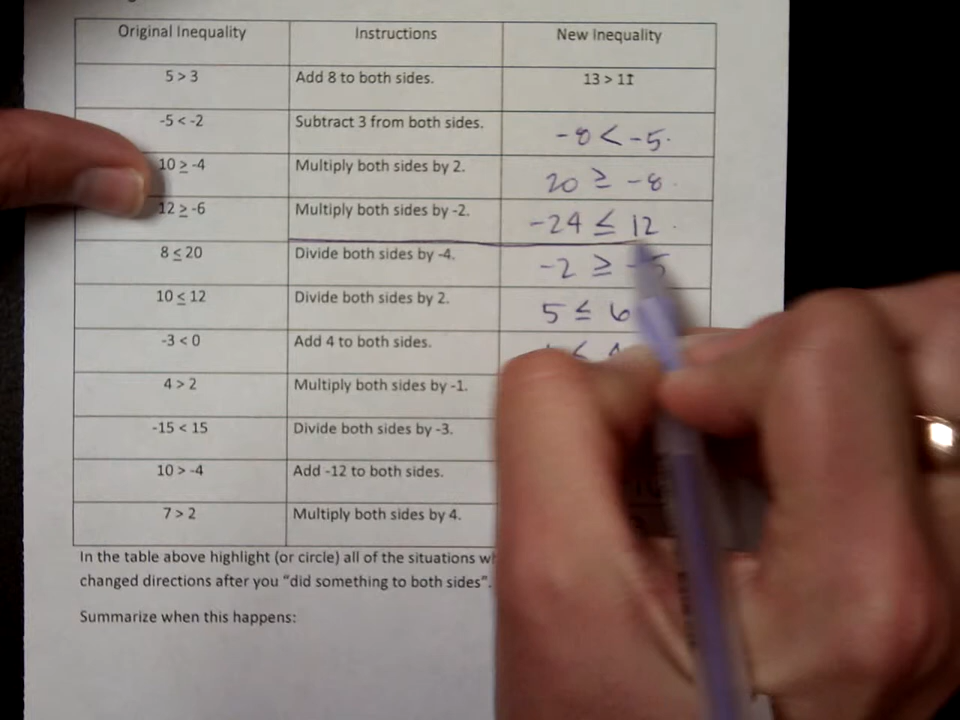 Original Inequality Instructions New Inequality
5 > 3 Add 8 to both sides. 13 > 11
-5 < -2 Subtract 3 from both sides. -8 < -5
10 ≥ -4 Multiply both sides by 2. 20 ≥ -8
12 ≥ -6 Multiply both sides by -2. -24 ≤ 12
8 ≤ 20 Divide both sides by -4. -2 ≥ -5
10 ≤ 12 Divide both sides by 2. 5 ≤ 6
-3 < 0 Add 4 to both sides. <
4 > 2 Multiply both sides by -1.
-15 < 15 Divide both sides by -3.
10 > -4 Add -12 to both sides.
7 > 2 Multiply both sides by 4.
In the table above highlight (or circle) all of the situations
changed directions after you “did something to both sides”.
Summarize when this happens: